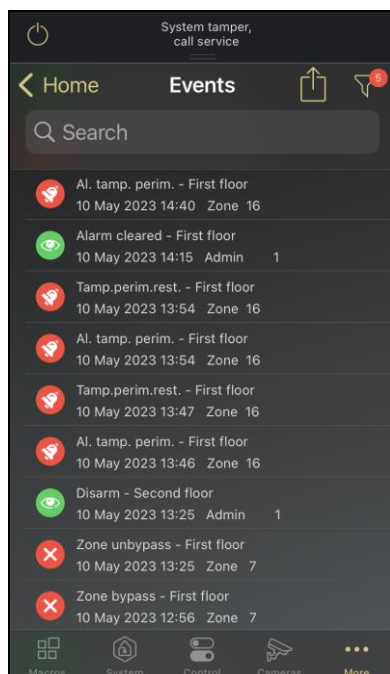 System tamper,
call service
Home Events 5
Search
Al. tamp. perim. - First floor
10 May 2023 14:40 Zone 16
Alarm cleared - First floor
10 May 2023 14:15 Admin 1
Tamp.perim.rest. - First floor
10 May 2023 13:54 Zone 16
Al. tamp. perim. - First floor
10 May 2023 13:54 Zone 16
Tamp.perim.rest. - First floor
10 May 2023 13:47 Zone 16
Al. tamp. perim. - First floor
10 May 2023 13:46 Zone 16
Disarm - Second floor
10 May 2023 13:25 Admin 1
Zone unbypass - First floor
10 May 2023 13:25 Zone 7
Zone bypass - First floor
10 May 2023 12:56 Zone 7
Macros System Control Cameras More